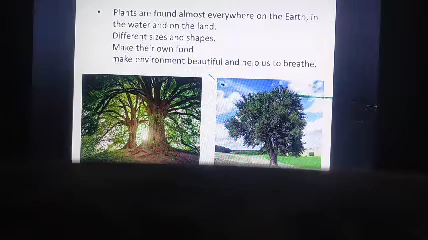 Plants are found almost everywhere on the Earth, in
the water and on the land.
Different sizes and shapes.
Make their own food
make environment beautiful and help us to breathe.